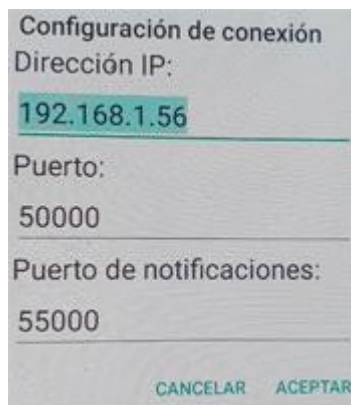 Configuración de conexión
Dirección IP:
192.168.1.56
Puerto:
50000
Puerto de notificaciones:
55000
CANCELAR ACEPTAR